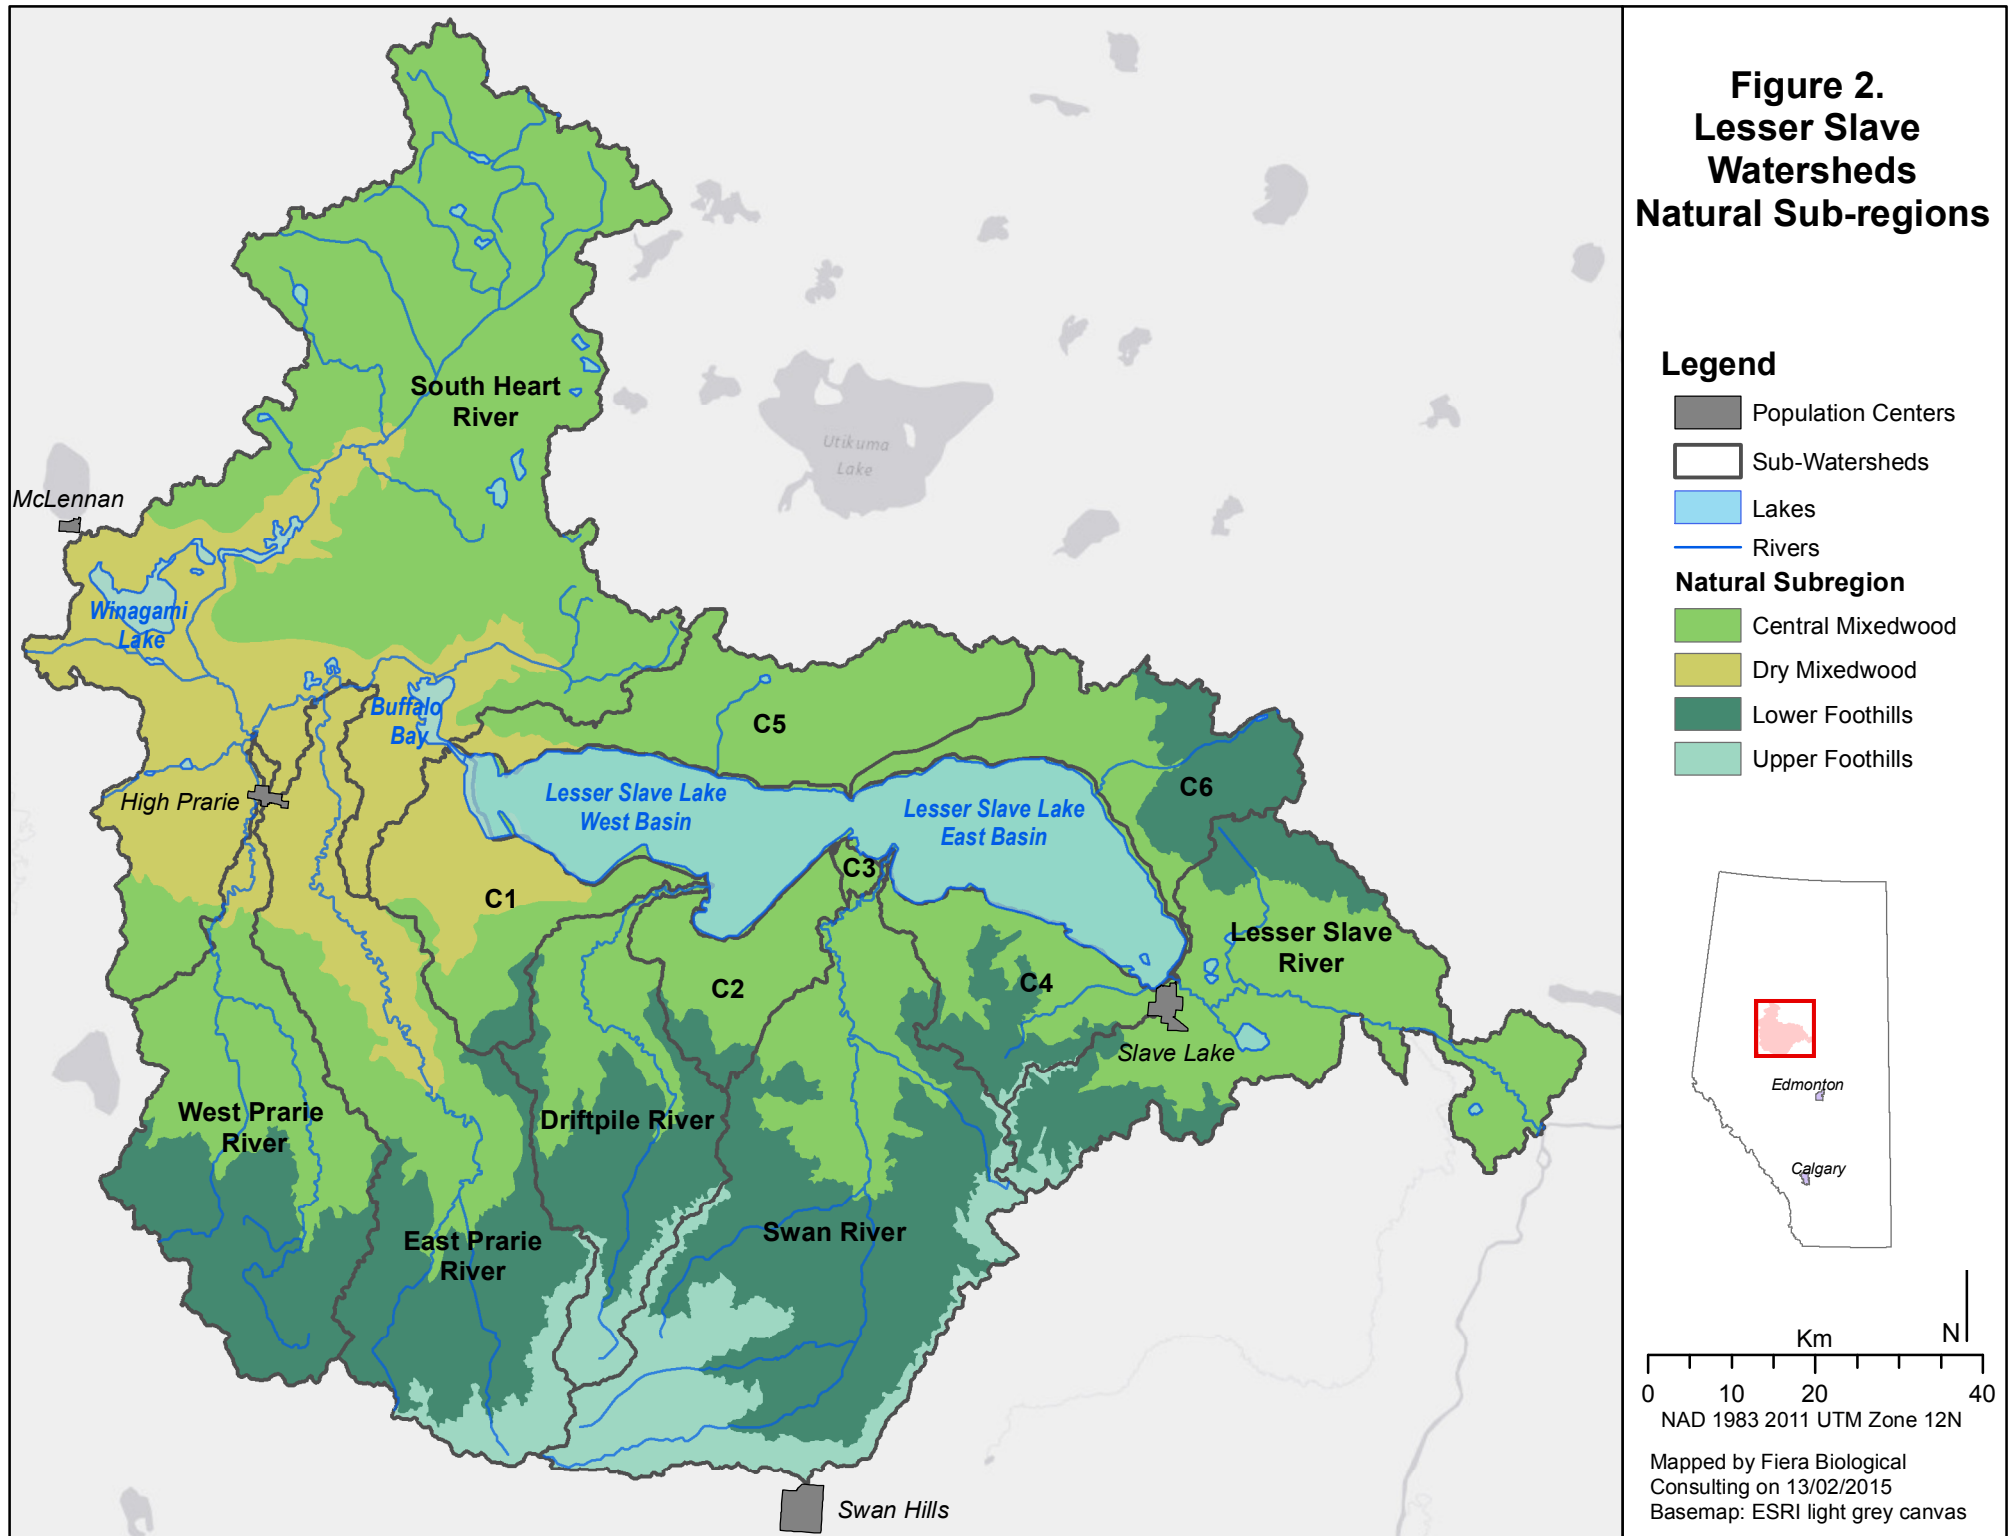 Figure 2.
Lesser Slave
Watersheds
Natural Sub-regions
Legend
Population Centers
Sub-Watersheds
Lakes
Rivers
Natural Subregion
Central Mixedwood
Dry Mixedwood
Lower Foothills
Upper Foothills
South Heart
River
Utikuma
Lake
McLennan
Winagami
Lake
Buffalo
Bay
C5
C6
High Prarie
Lesser Slave Lake
West Basin
Lesser Slave Lake
East Basin
C3
C1
Lesser Slave
River
C2
C4
Slave Lake
West Prarie
River
Driftpile River
East Prarie
River
Swan River
Swan Hills
Edmonton
Calgary
N
Km
0 10 20 40
NAD 1983 2011 UTM Zone 12N
Mapped by Fiera Biological
Consulting on 13/02/2015
Basemap: ESRI light grey canvas